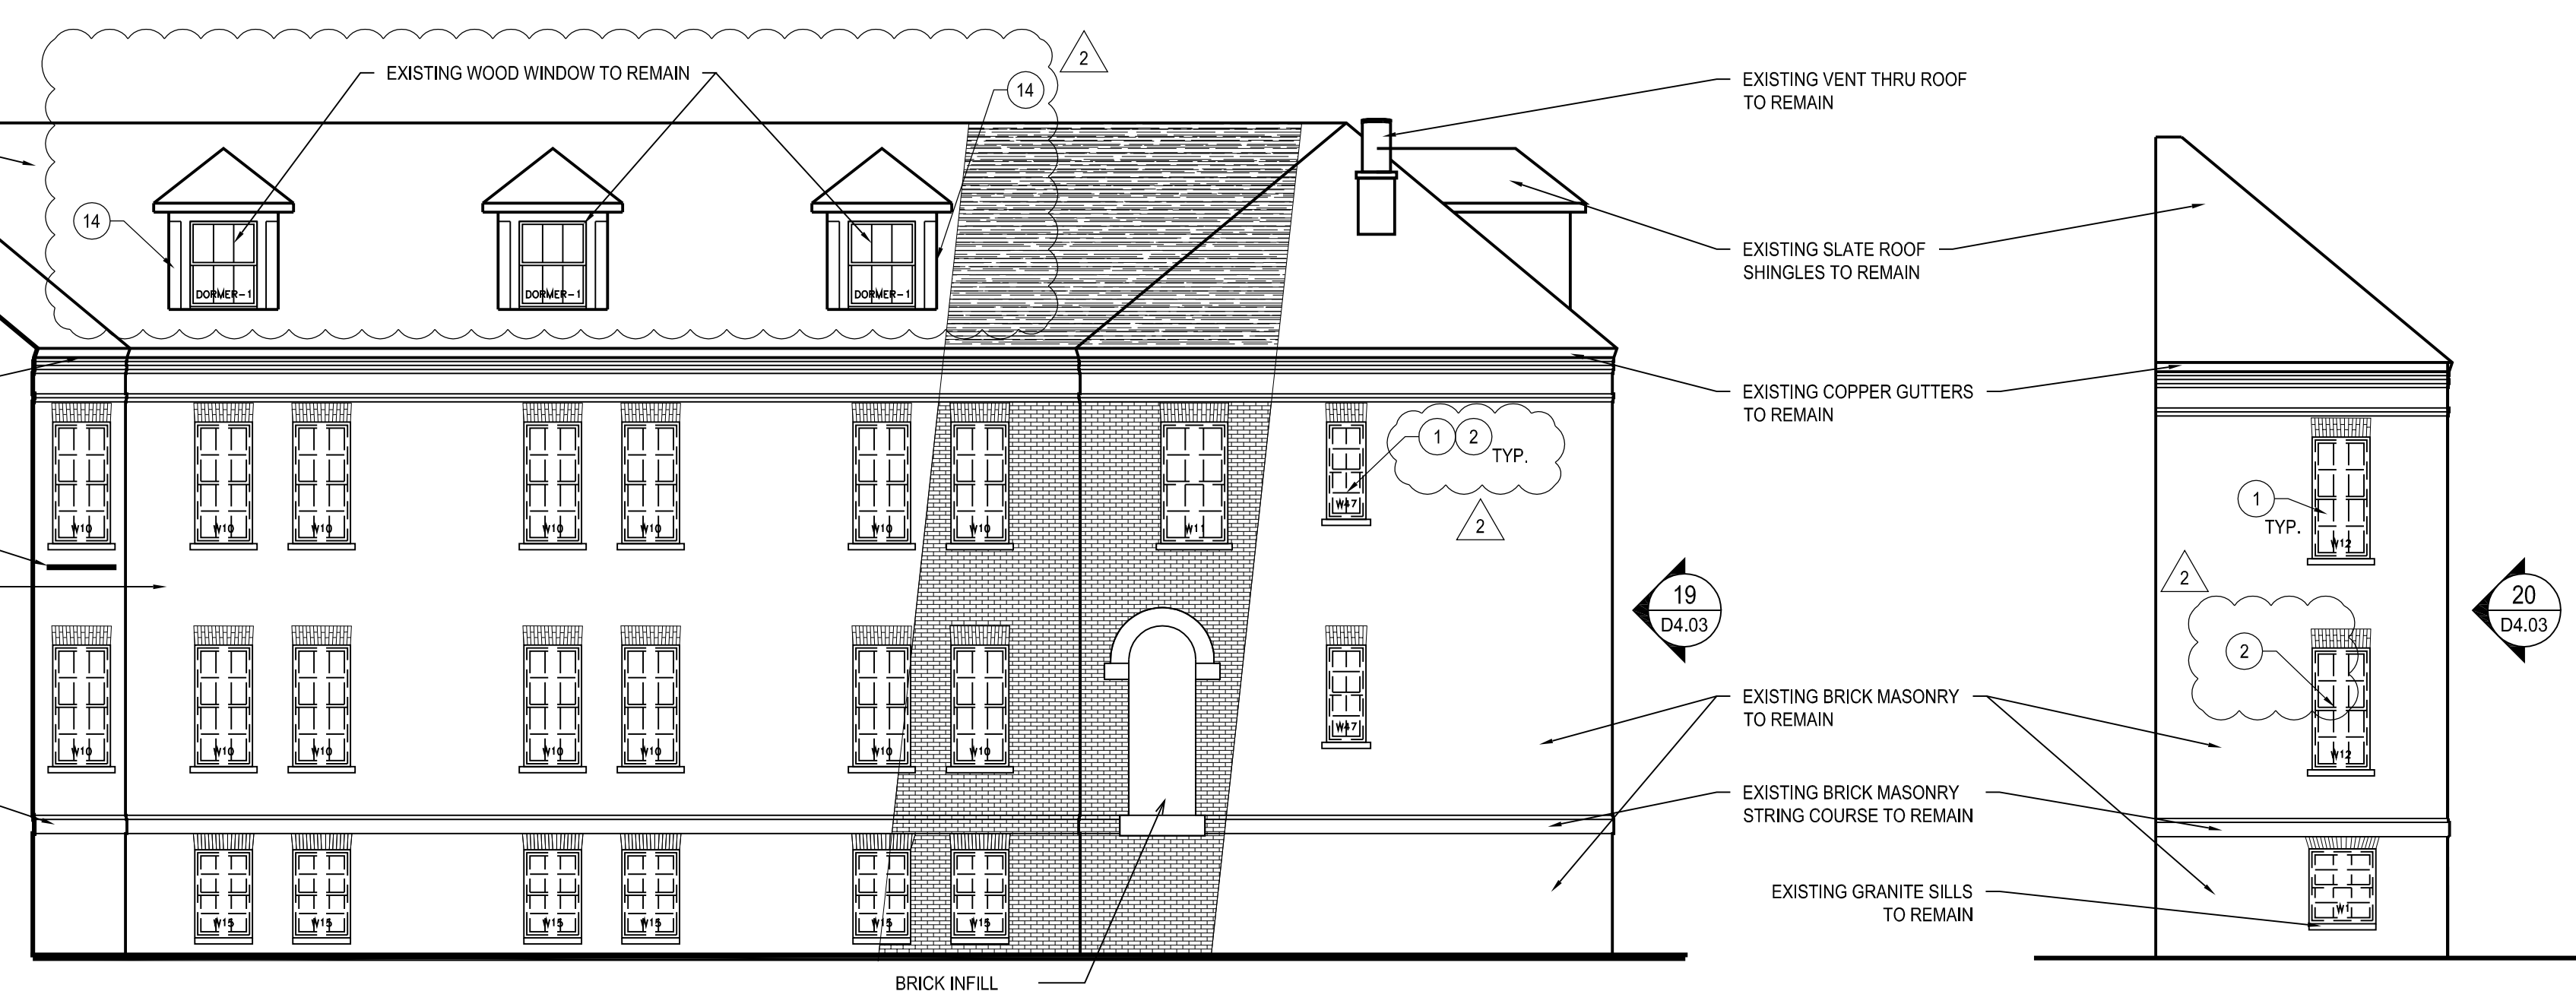 2
EXISTING WOOD WINDOW TO REMAIN
14
EXISTING VENT THRU ROOF
TO REMAIN
14
EXISTING SLATE ROOF
SHINGLES TO REMAIN
DORMER-1
DORMER-1
DORMER-1
EXISTING COPPER GUTTERS
TO REMAIN
1
2
TYP.
W10
W10
W10
W10
W10
W10
W10
W11
W47
2
1
TYP.
W12
2
19
D4.03
20
D4.03
2
W10
W10
W10
W10
W10
W10
W10
W47
W12
EXISTING BRICK MASONRY
TO REMAIN
EXISTING BRICK MASONRY
STRING COURSE TO REMAIN
EXISTING GRANITE SILLS
TO REMAIN
W15
W15
W15
W15
W15
W15
W1
BRICK INFILL